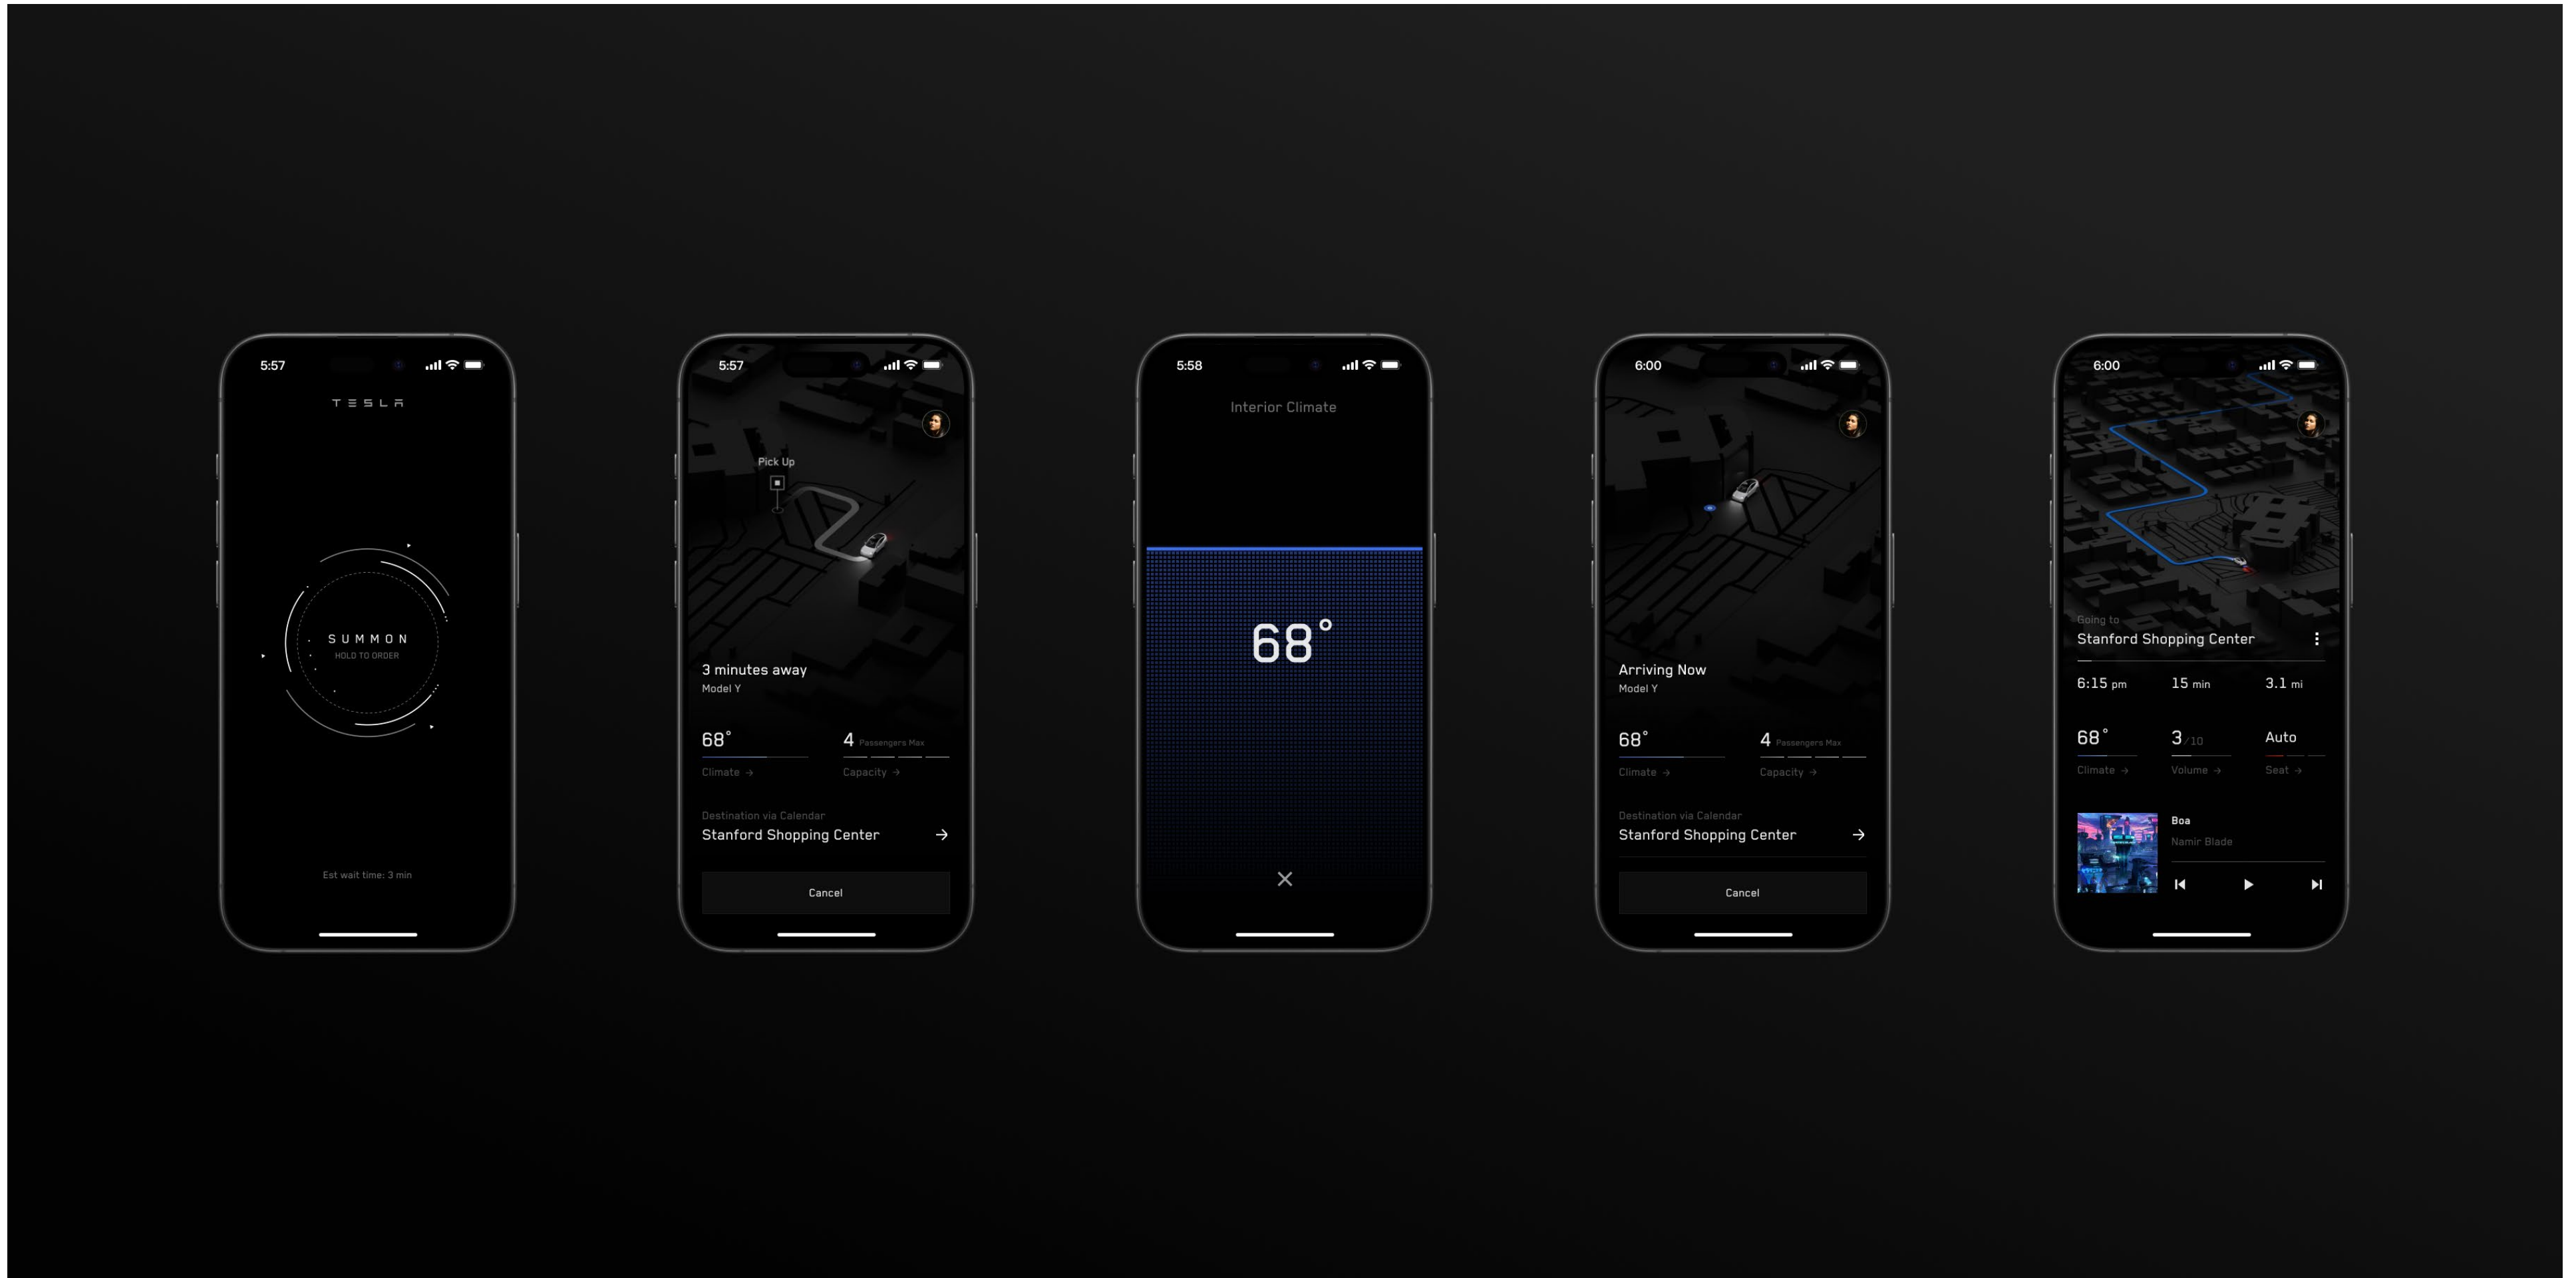 5:57
TESLA
SUMMON
HOLD TO ORDER
Est wait time: 3 min
5:57
Pick Up
3 minutes away
Model Y
68°
4 Passengers Max
Climate →
Capacity →
Destination via Calendar
Stanford Shopping Center →
Cancel
5:58
Interior Climate
68°
6:00
Arriving Now
Model Y
68°
4 Passengers Max
Climate →
Capacity →
Destination via Calendar
Stanford Shopping Center →
Cancel
6:00
Going to
Stanford Shopping Center
6:15 pm
15 min
3.1 mi
68°
3/10
Auto
Climate →
Volume →
Seat →
Boa
Namir Blade